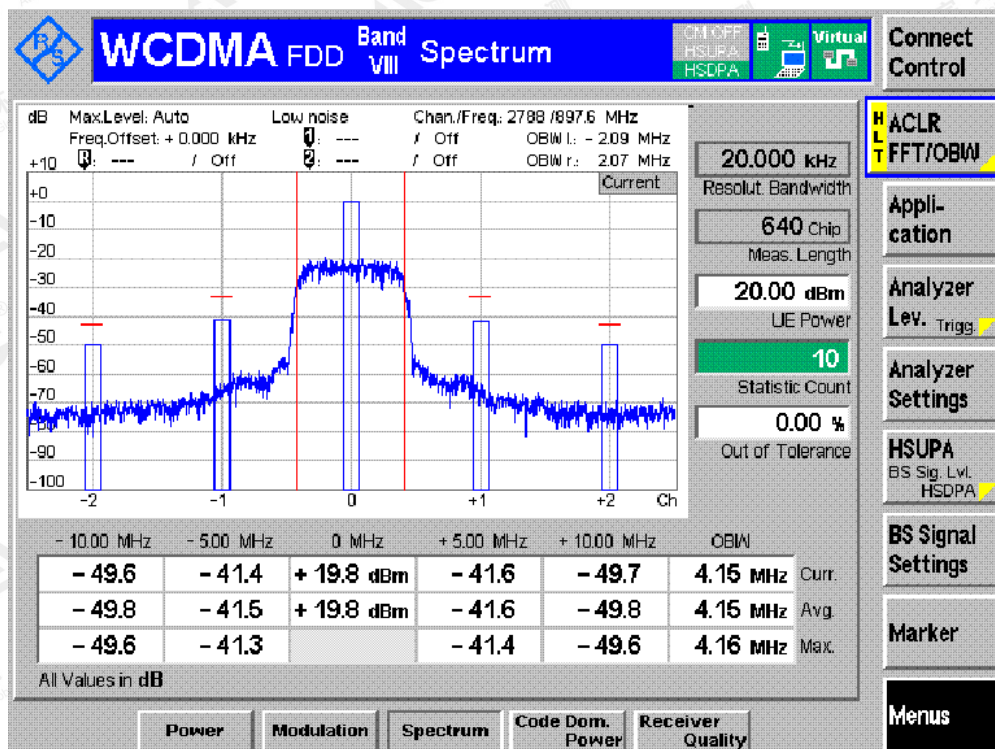 R&S
WCDMA FDD Band VIII Spectrum
CM OFF
HSUPA
HSDPA
Virtual
Connect Control
dB Max.Level: Auto Low noise Chan./Freq.: 2788 /897.6 MHz
Freq.Offset: + 0.000 kHz 1: --- / Off OBW l.: - 2.09 MHz
R: --- / Off 2: --- / Off OBW r.: 2.07 MHz
Current
+10
+0
-10
-20
-30
-40
-50
-60
-70
-80
-90
-100
-2 -1 0 +1 +2 Ch
20.000 kHz
Resolut. Bandwidth
640 Chip
Meas. Length
20.00 dBm
UE Power
10
Statistic Count
0.00 %
Out of Tolerance
- 10.00 MHz - 5.00 MHz 0 MHz + 5.00 MHz + 10.00 MHz OBW
- 49.6 - 41.4 + 19.8 dBm - 41.6 - 49.7 4.15 MHz Curr.
- 49.8 - 41.5 + 19.8 dBm - 41.6 - 49.8 4.15 MHz Avg.
- 49.6 - 41.3 - 41.4 - 49.6 4.16 MHz Max.
All Values in dB
HLT
ACLR
FFT/OBW
Appli-
cation
Analyzer
Lev. Trigg.
Analyzer
Settings
HSUPA
BS Sig. Lvl.
HSDPA
BS Signal
Settings
Marker
Menus
Power
Modulation
Spectrum
Code Dom.
Power
Receiver
Quality